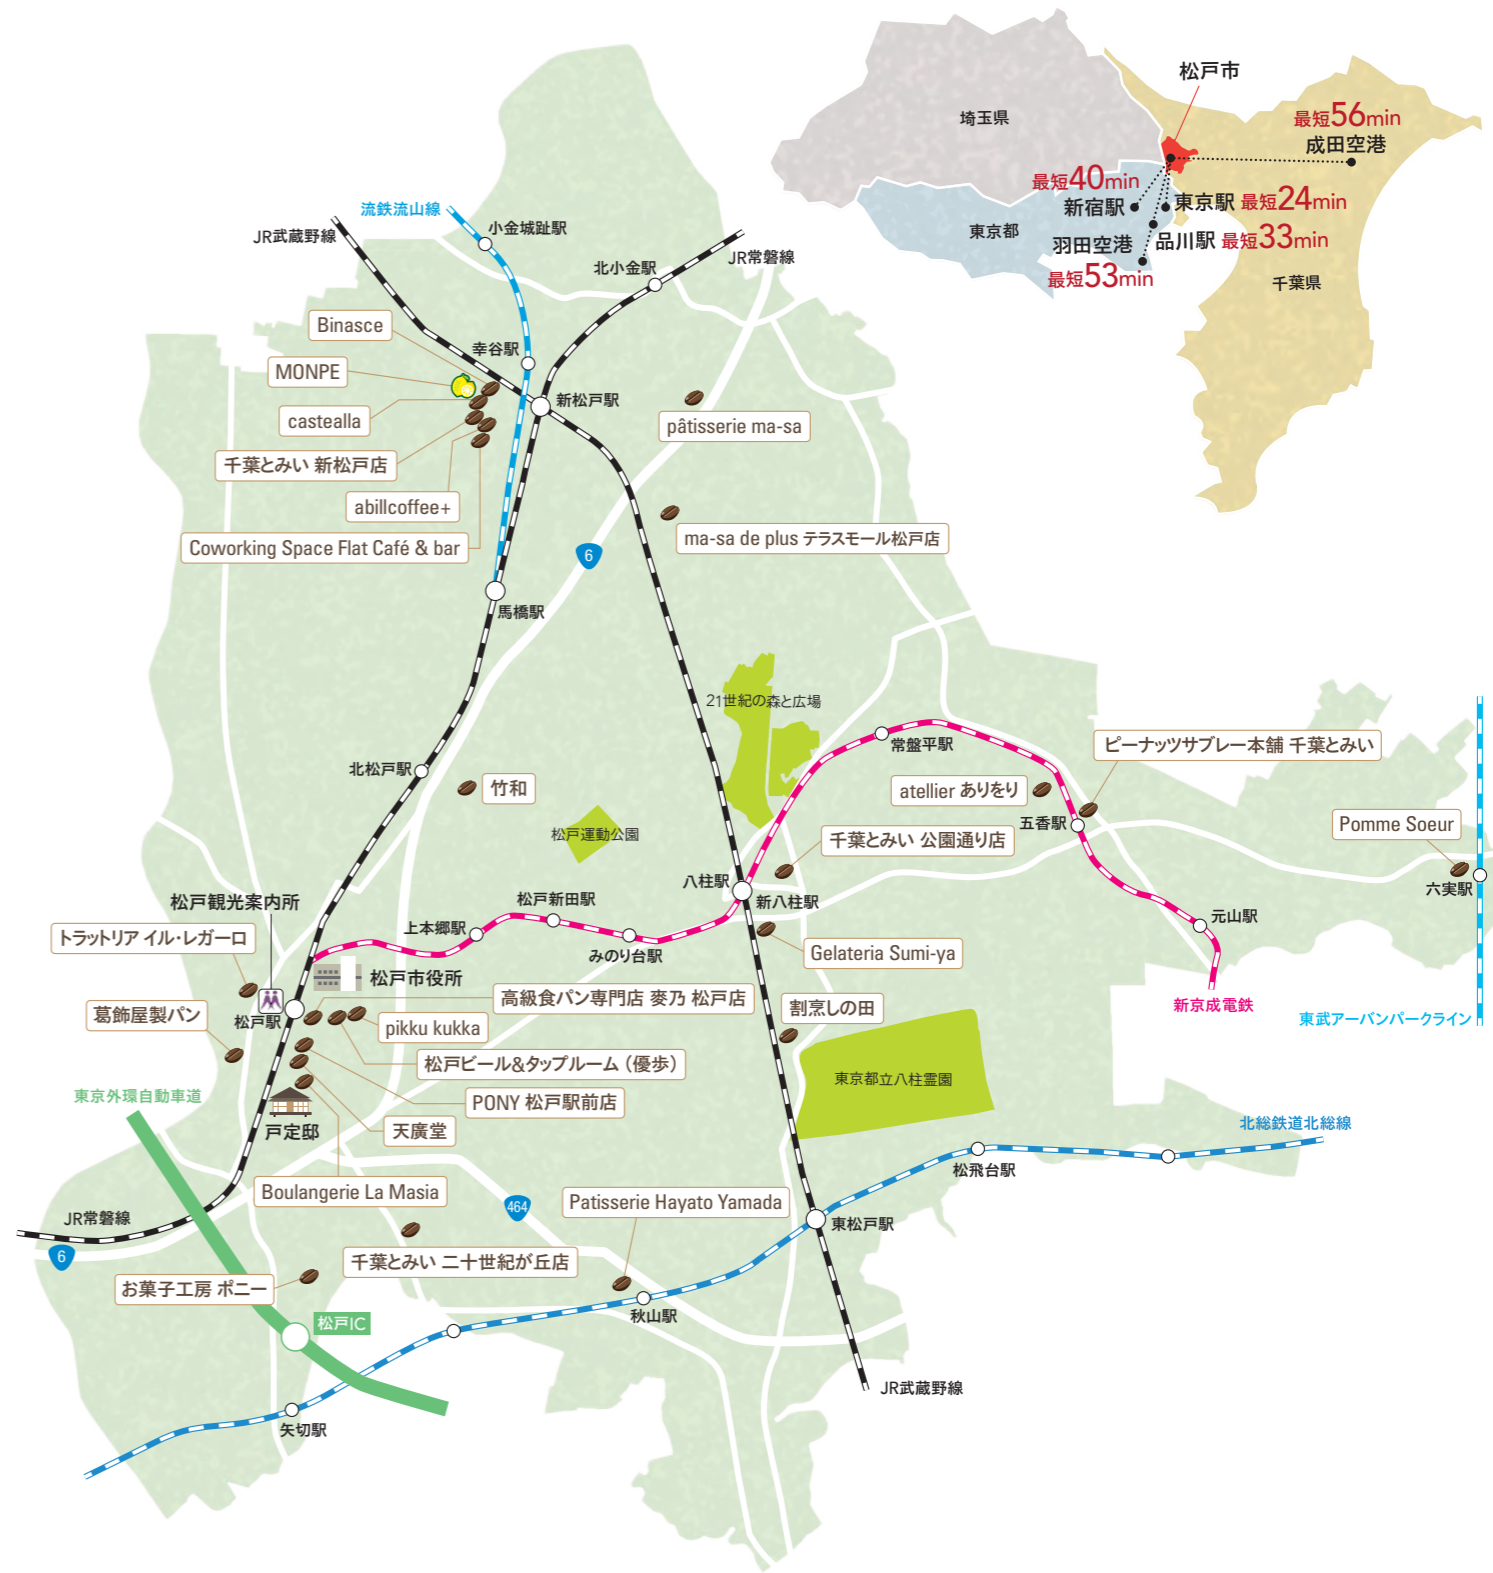 松戸市
埼玉県
最短56min
成田空港
最短40min
新宿駅
東京駅 最短24min
東京都
羽田空港
品川駅 最短33min
最短53min
千葉県
流鉄流山線
小金城趾駅
JR武蔵野線
北小金駅
JR常磐線
Binasce
幸谷駅
MONPE
新松戸駅
castealla
pâtisserie ma-sa
千葉とみい 新松戸店
abillcoffee+
Coworking Space Flat Café & bar
ma-sa de plus テラスモール松戸店
6
馬橋駅
21世紀の森と広場
常盤平駅
ピーナッツサブレー本舗 千葉とみい
北松戸駅
竹和
atellier ありをり
五香駅
Pomme Soeur
松戸運動公園
千葉とみい 公園通り店
八柱駅
新八柱駅
六実駅
松戸観光案内所
松戸新田駅
上本郷駅
元山駅
トラットリア イル・レガーロ
みのり台駅
Gelateria Sumi-ya
松戸市役所
新京成電鉄
高級食パン専門店 麥乃 松戸店
割烹しの田
葛飾屋製パン
松戸駅
pikku kukka
東武アーバンパークライン
松戸ビール&タップルーム（優歩）
東京都立八柱霊園
東京外環自動車道
PONY 松戸駅前店
戸定邸
天廣堂
北総鉄道北総線
松飛台駅
Boulangerie La Masia
464
Patisserie Hayato Yamada
JR常磐線
東松戸駅
6
千葉とみい 二十世紀が丘店
お菓子工房 ポニー
松戸IC
秋山駅
JR武蔵野線
矢切駅